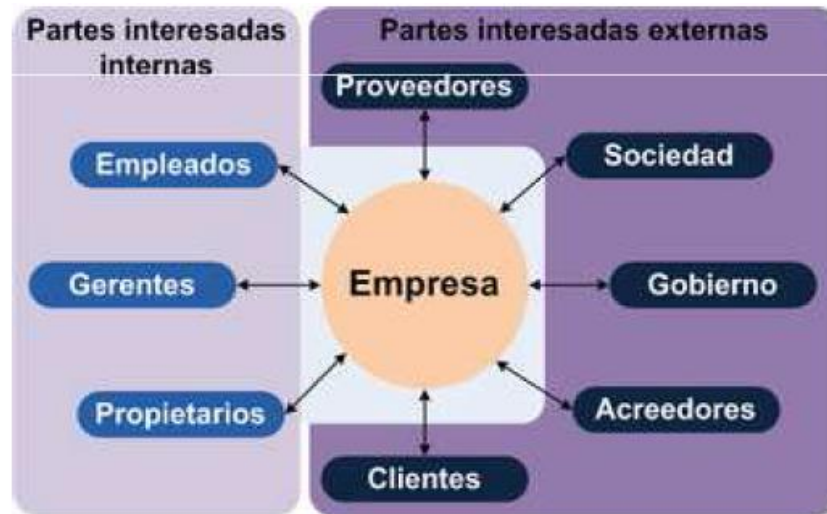 Partes interesadas
internas
Partes interesadas externas
Proveedores
Empleados
Sociedad
Gerentes
Empresa
Gobierno
Propietarios
Acreedores
Clientes